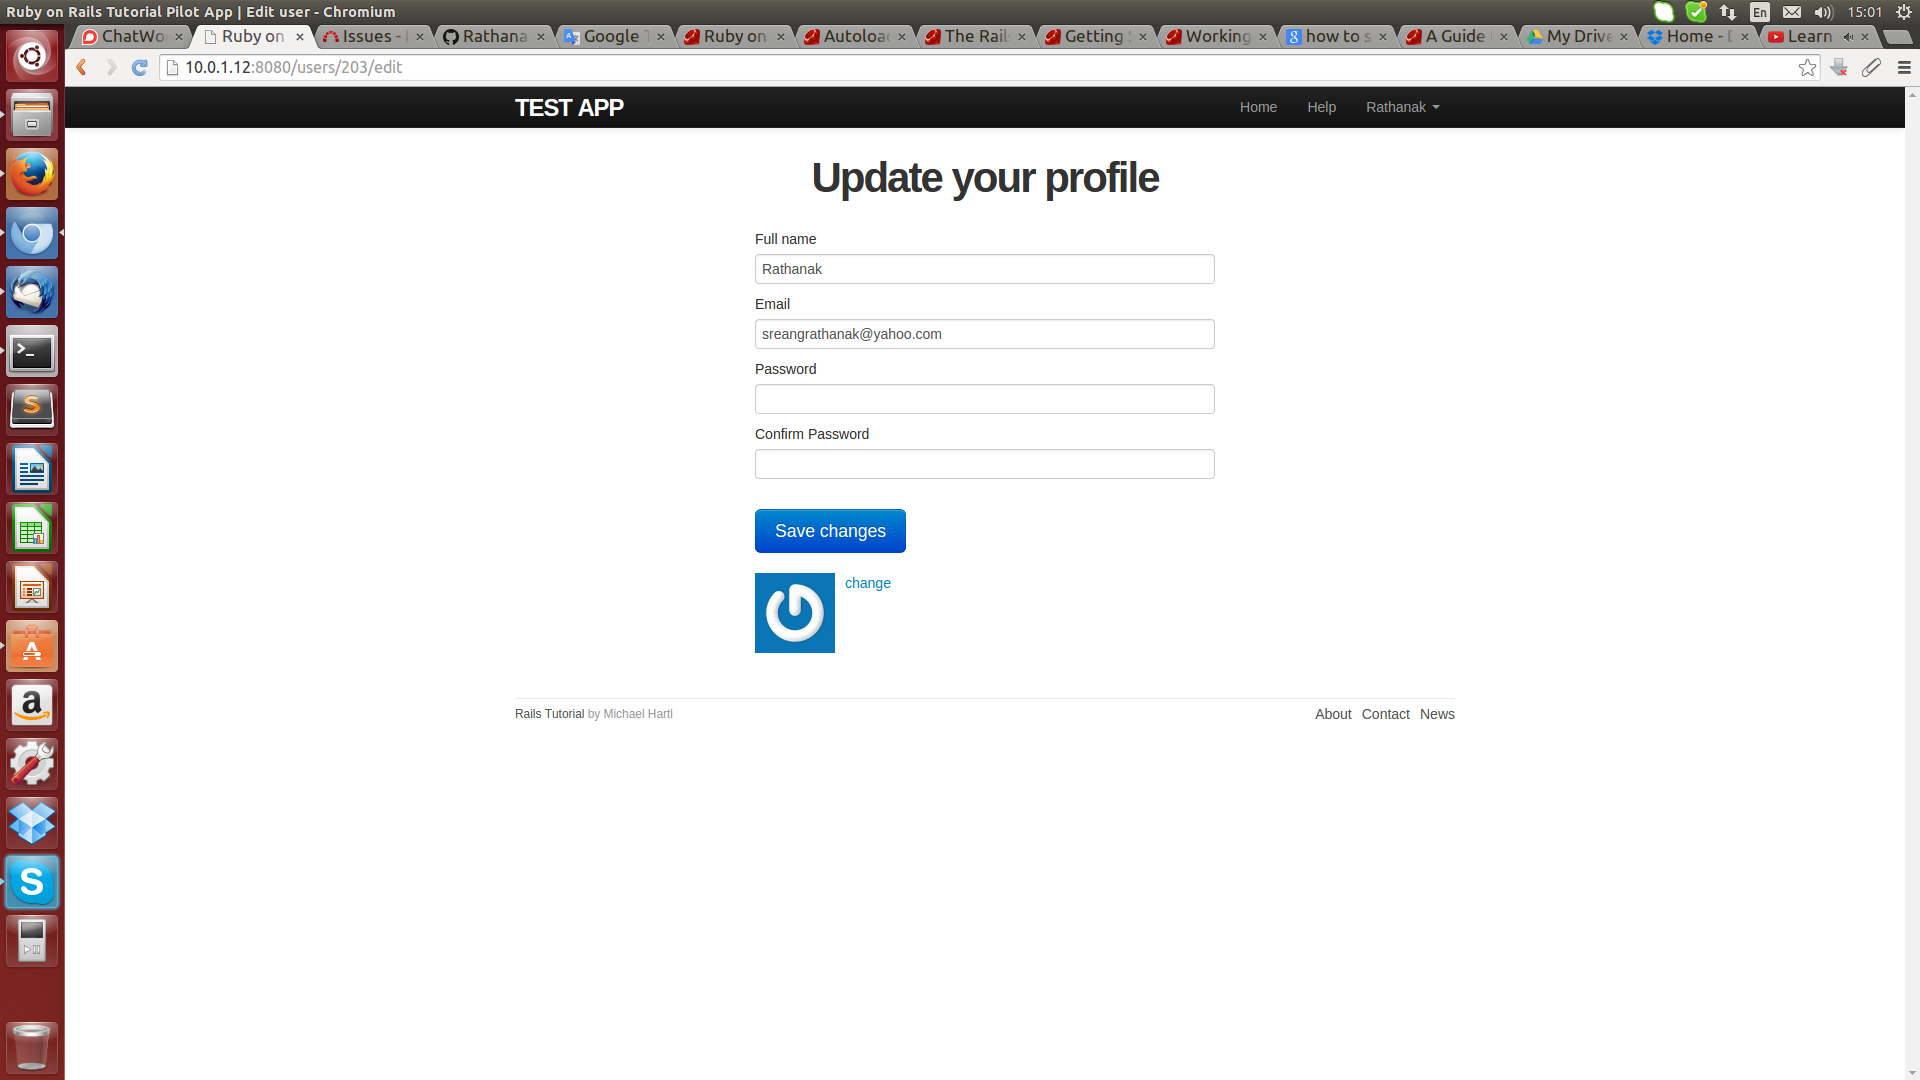 Ruby on Rails Tutorial Pilot App | Edit user - Chromium
En
15:01
ChatWo
Ruby on
Issues -
Rathana
Google T
Ruby on
Autoload
The Rail
Getting
Working
how to s
A Guide
My Drive
Home - D
Learn
10.0.1.12:8080/users/203/edit
TEST APP
Home
Help
Rathanak
Update your profile
Full name
Rathanak
Email
sreangrathanak@yahoo.com
Password
Confirm Password
Save changes
change
Rails Tutorial by Michael Hartl
About Contact News